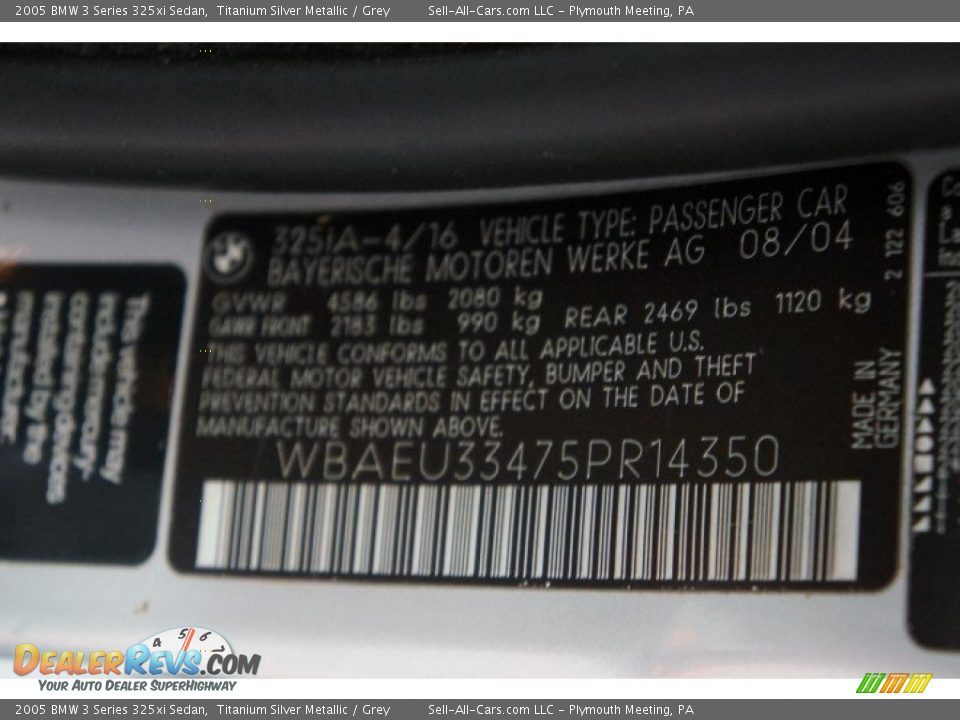 2005 BMW 3 Series 325xi Sedan,  Titanium Silver Metallic / Grey    Sell-All-Cars.com LLC - Plymouth Meeting, PA
325iA-4/16 VEHICLE TYPE: PASSENGER CAR
BAYERISCHE MOTOREN WERKE AG 08/04
GVWR 4586 lbs 2080 kg
GAWR FRONT 2183 lbs 990 kg REAR 2469 lbs 1120 kg
THIS VEHICLE CONFORMS TO ALL APPLICABLE U.S.
FEDERAL MOTOR VEHICLE SAFETY, BUMPER AND THEFT
PREVENTION STANDARDS IN EFFECT ON THE DATE OF
MANUFACTURE SHOWN ABOVE.
WBAEU33475PR14350
MADE IN
GERMANY
2 122 606
This vehicle may
include mercury-
containing devices
installed by the
manufacturer:
4 5 6 7
DEALERREVS.COM
YOUR AUTO DEALER SUPERHIGHWAY
2005 BMW 3 Series 325xi Sedan,  Titanium Silver Metallic / Grey    Sell-All-Cars.com LLC - Plymouth Meeting, PA